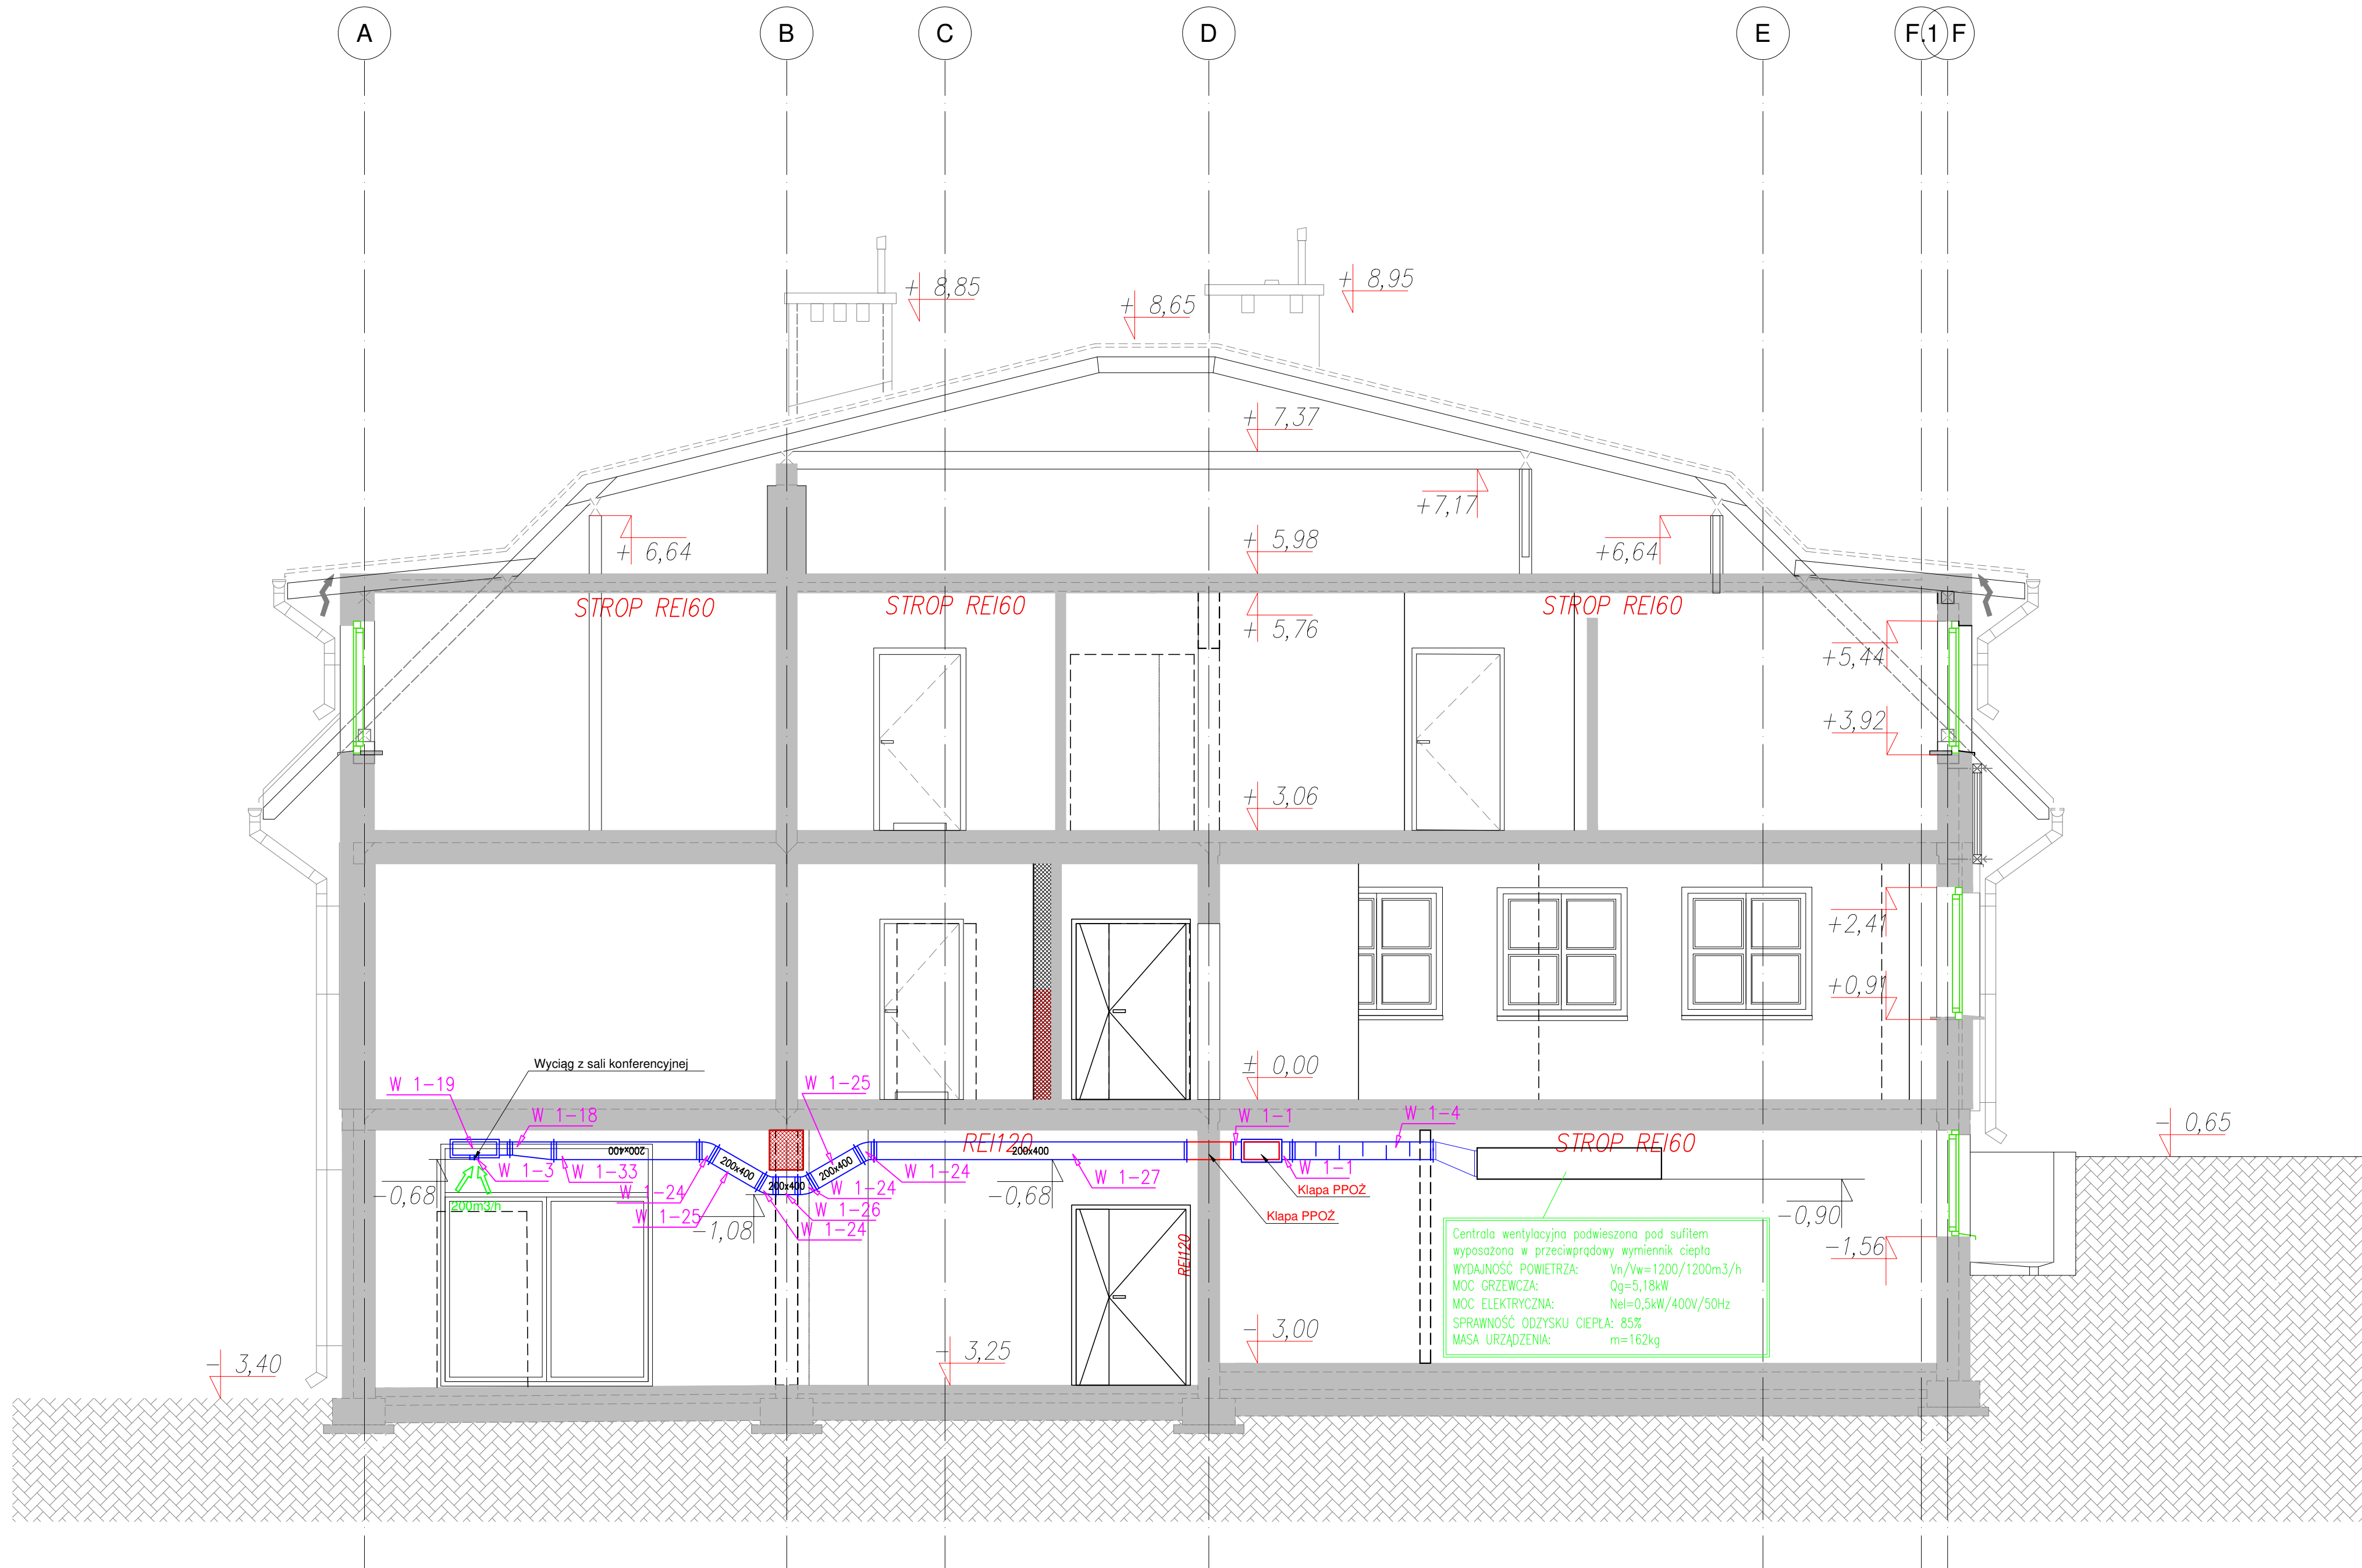 A
B
C
D
E
F.1
F
+ 8,85
+ 8,65
+ 8,95
+ 7,37
+7,17
+ 6,64
+ 5,98
+6,64
STROP REI60
STROP REI60
STROP REI60
+ 5,76
+5,44
+3,92
+ 3,06
+2,41
+0,91
± 0,00
Wyciąg z sali konferencyjnej
W 1-19
W 1-18
W 1-25
W 1-1
W 1-4
- 0,65
REI120
STROP REI60
200x400
200x400
200x400
200x400
200x400
W 1-3
W 1-33
W 1-24
W 1-24
W 1-24
W 1-27
W 1-1
Klapa PPOŻ
-0,68
-0,68
200m3/h
W 1-25
W 1-26
W 1-24
Klapa PPOŻ
-1,08
-0,90
REI120
-1,56
Centrala wentylacyjna podwieszona pod sufitem
wyposażona w przeciwprądowy wymiennik ciepła
WYDAJNOŚĆ POWIETRZA: Vn/Vw=1200/1200m3/h
MOC GRZEWCZA: Qg=5,18kW
MOC ELEKTRYCZNA: Nel=0,5kW/400V/50Hz
SPRAWNOŚĆ ODZYSKU CIEPŁA: 85%
MASA URZĄDZENIA: m=162kg
- 3,00
- 3,25
- 3,40